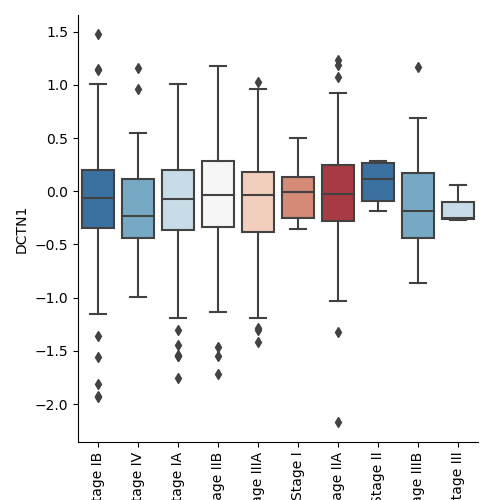 1.5
1.0
0.5
0.0
−0.5
−1.0
−1.5
−2.0
DCTN1
tage IB
tage IV
tage IA
age IIB
age IIIA
Stage I
age IIA
Stage II
age IIIB
tage III